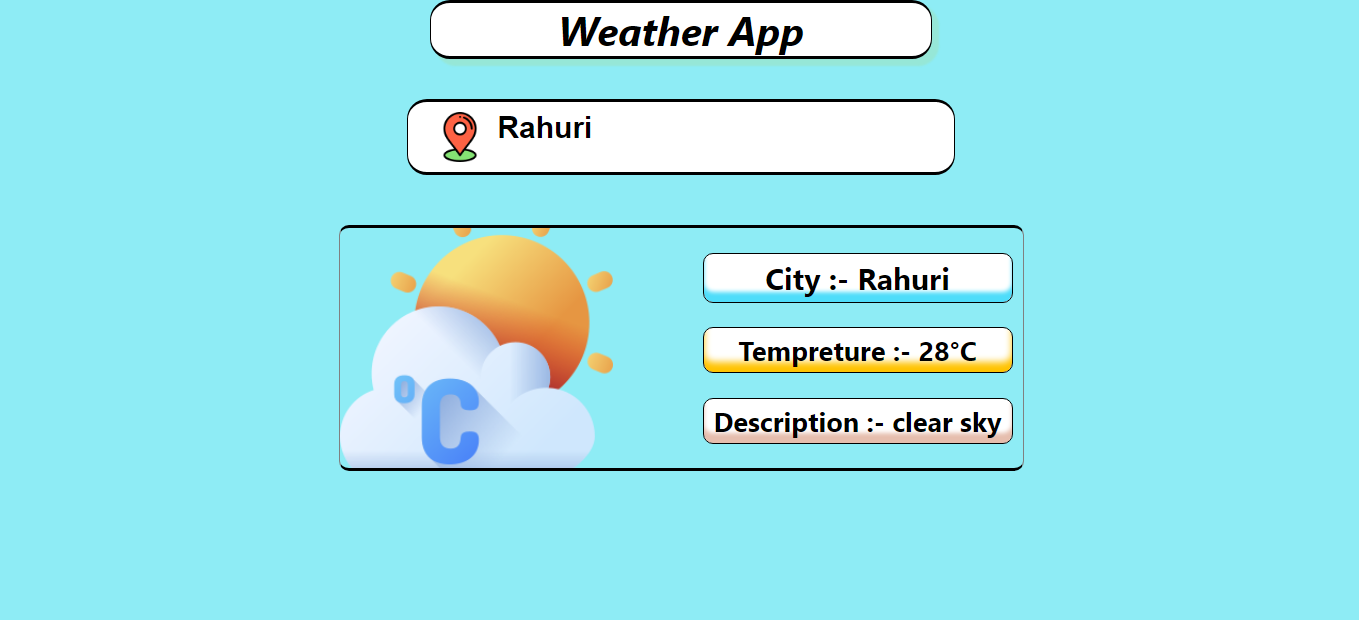 Weather App
Rahuri
City :- Rahuri
Tempreture :- 28°C
Description :- clear sky
°C